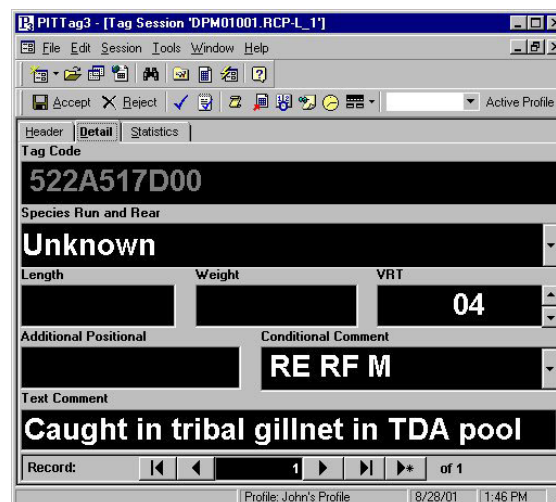 PITTag3 - [Tag Session 'DPM01001.RCP-L_1']
File Edit Session Tools Window Help
Accept Reject Active Profile
Header Detail Statistics
Tag Code
522A517D00
Species Run and Rear
Unknown
Length Weight VRT
04
Additional Positional Conditional Comment
RE RF M
Text Comment
Caught in tribal gillnet in TDA pool
Record: 1 of 1
Profile: John's Profile 8/28/01 1:46 PM